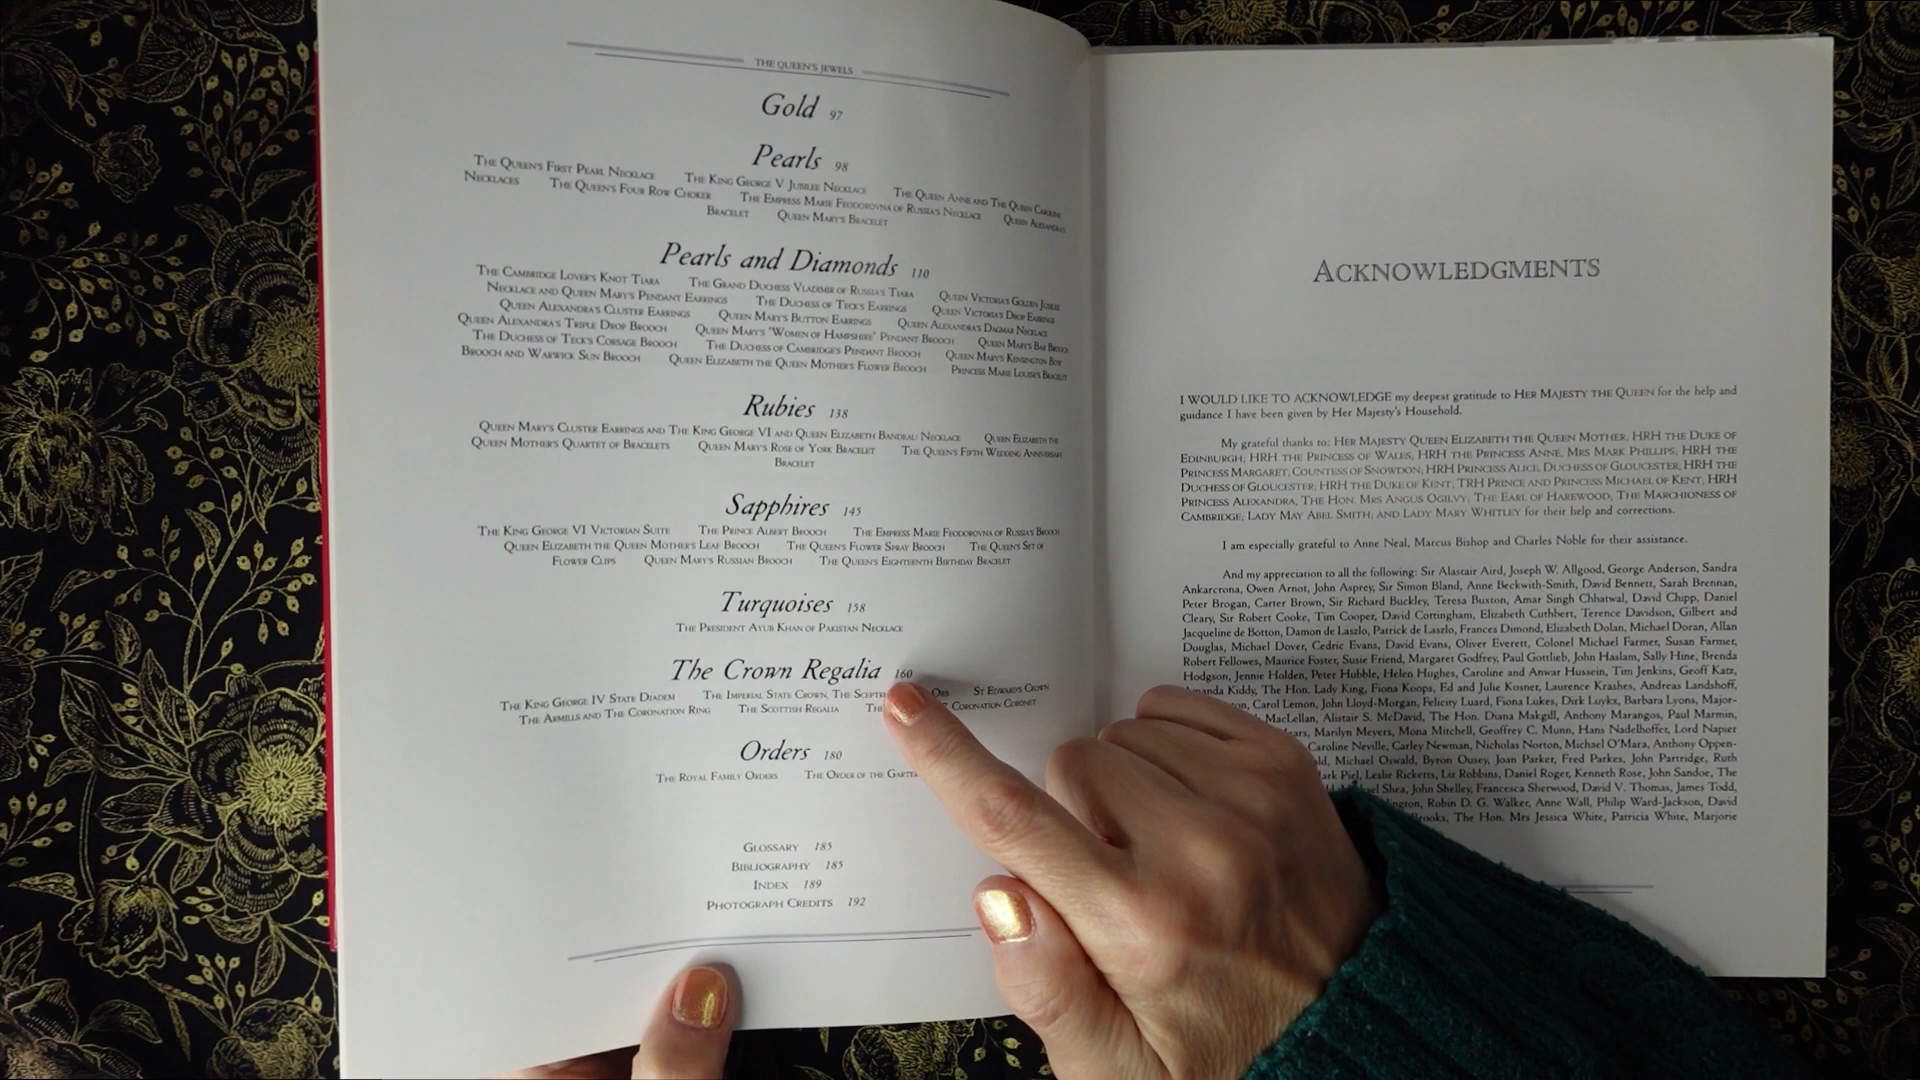 THE QUEEN'S JEWELS
Gold 97
Pearls 98
THE QUEEN'S FIRST PEARL NECKLACE THE KING GEORGE V JUBILEE NECKLACE THE QUEEN ANNE AND THE QUEEN CAROLINE
NECKLACES THE QUEEN'S FOUR ROW CHOKER THE EMPRESS MARIE FEODOROVNA OF RUSSIA'S NECKLACE QUEEN ALEXANDRA'S
BRACELET QUEEN MARY'S BRACELET
Pearls and Diamonds 110
THE CAMBRIDGE LOVER'S KNOT TIARA THE GRAND DUCHESS VLADIMIR OF RUSSIA'S TIARA QUEEN VICTORIA'S GOLDEN JUBILEE
NECKLACE AND QUEEN MARY'S PENDANT EARRINGS THE DUCHESS OF TECK'S EARRINGS QUEEN VICTORIA'S DROP EARRINGS
QUEEN ALEXANDRA'S CLUSTER EARRINGS QUEEN MARY'S BUTTON EARRINGS QUEEN ALEXANDRA'S DAGMAR NECKLACE
QUEEN ALEXANDRA'S TRIPLE DROP BROOCH QUEEN MARY'S 'WOMEN OF HAMPSHIRE' PENDANT BROOCH QUEEN MARY'S BAR BROOCH
THE DUCHESS OF TECK'S CORSAGE BROOCH THE DUCHESS OF CAMBRIDGE'S PENDANT BROOCH QUEEN MARY'S KENSINGTON BOW
BROOCH AND WARWICK SUN BROOCH QUEEN ELIZABETH THE QUEEN MOTHER'S FLOWER BROOCH PRINCESS MARIE LOUISE'S BRACELET
Rubies 138
QUEEN MARY'S CLUSTER EARRINGS AND THE KING GEORGE VI AND QUEEN ELIZABETH BANDEAU NECKLACE QUEEN ELIZABETH THE
QUEEN MOTHER'S QUARTET OF BRACELETS QUEEN MARY'S ROSE OF YORK BRACELET THE QUEEN'S FIFTH WEDDING ANNIVERSARY
BRACELET
Sapphires 145
THE KING GEORGE VI VICTORIAN SUITE THE PRINCE ALBERT BROOCH THE EMPRESS MARIE FEODOROVNA OF RUSSIA'S BROOCH
QUEEN ELIZABETH THE QUEEN MOTHER'S LEAF BROOCH THE QUEEN'S FLOWER SPRAY BROOCH THE QUEEN'S SET OF
FLOWER CLIPS QUEEN MARY'S RUSSIAN BROOCH THE QUEEN'S EIGHTEENTH BIRTHDAY BRACELET
Turquoises 158
THE PRESIDENT AYUB KHAN OF PAKISTAN NECKLACE
The Crown Regalia 160
THE KING GEORGE IV STATE DIADEM THE IMPERIAL STATE CROWN, THE ORB ST EDWARD'S CROWN
THE ARMILLS AND THE CORONATION RING THE SCOTTISH REGALIA CORONATION CORONET
Orders 180
THE ROYAL FAMILY ORDERS THE ORDER OF THE
GLOSSARY 185
BIBLIOGRAPHY 185
INDEX 189
PHOTOGRAPH CREDITS 192
ACKNOWLEDGMENTS
I WOULD LIKE TO ACKNOWLEDGE my deepest gratitude to HER MAJESTY THE QUEEN for the help and
guidance I have been given by Her Majesty's Household.
My grateful thanks to: HER MAJESTY QUEEN ELIZABETH THE QUEEN MOTHER; HRH THE DUKE OF
EDINBURGH; HRH THE PRINCESS OF WALES; HRH THE PRINCESS ANNE, MRS MARK PHILLIPS; HRH THE
PRINCESS MARGARET, COUNTESS OF SNOWDON; HRH PRINCESS ALICE, DUCHESS OF GLOUCESTER; HRH THE
DUCHESS OF GLOUCESTER; HRH THE DUKE OF KENT; TRH PRINCE AND PRINCESS MICHAEL OF KENT; HRH
PRINCESS ALEXANDRA, THE HON. MRS ANGUS OGILVY; THE EARL OF HAREWOOD; THE MARCHIONESS OF
CAMBRIDGE; LADY MAY ABEL SMITH; AND LADY MARY WHITLEY for their help and corrections.
I am especially grateful to Anne Neal, Marcus Bishop and Charles Noble for their assistance.
And my appreciation to all the following: Sir Alastair Aird, Joseph W. Allgood, George Anderson, Sandra
Ankarcrona, Owen Arnot, John Asprey, Sir Simon Bland, Anne Beckwith-Smith, David Bennett, Sarah Brennan,
Peter Brogan, Carter Brown, Sir Richard Buckley, Teresa Buxton, Amar Singh Chhatwal, David Chipp, Daniel
Cleary, Sir Robert Cooke, Tim Cooper, David Cottingham, Elizabeth Cuthbert, Terence Davidson, Gilbert and
Jacqueline de Botton, Damon de Laszlo, Patrick de Laszlo, Frances Dimond, Elizabeth Dolan, Michael Doran, Allan
Douglas, Michael Dover, Cedric Evans, David Evans, Oliver Everett, Colonel Michael Farmer, Susan Farmer,
Robert Fellowes, Maurice Foster, Susie Friend, Margaret Godfrey, Paul Gottlieb, John Haslam, Sally Hine, Brenda
Hodgson, Jennie Holden, Peter Hubble, Helen Hughes, Caroline and Anwar Hussein, Tim Jenkins, Geoff Katz,
Amanda Kiddy, The Hon. Lady King, Fiona Koops, Ed and Julie Kosner, Laurence Krashes, Andreas Landshoff,
Carol Lemon, John Lloyd-Morgan, Felicity Luard, Fiona Lukes, Dirk Luykx, Barbara Lyons, Major-
MacLellan, Alistair S. McDavid, The Hon. Diana Makgill, Anthony Marangos, Paul Marmin,
Marilyn Meyers, Mona Mitchell, Geoffrey C. Munn, Hans Nadelhoffer, Lord Napier
Caroline Neville, Carley Newman, Nicholas Norton, Michael O'Mara, Anthony Oppen-
Michael Oswald, Byron Ousey, Joan Parker, Fred Parkes, John Partridge, Ruth
Piel, Leslie Ricketts, Liz Robbins, Daniel Roger, Kenneth Rose, John Sandoe, The
Shea, John Shelley, Francesca Sherwood, David V. Thomas, James Todd,
Robin D. G. Walker, Anne Wall, Philip Ward-Jackson, David
The Hon. Mrs Jessica White, Patricia White, Marjorie